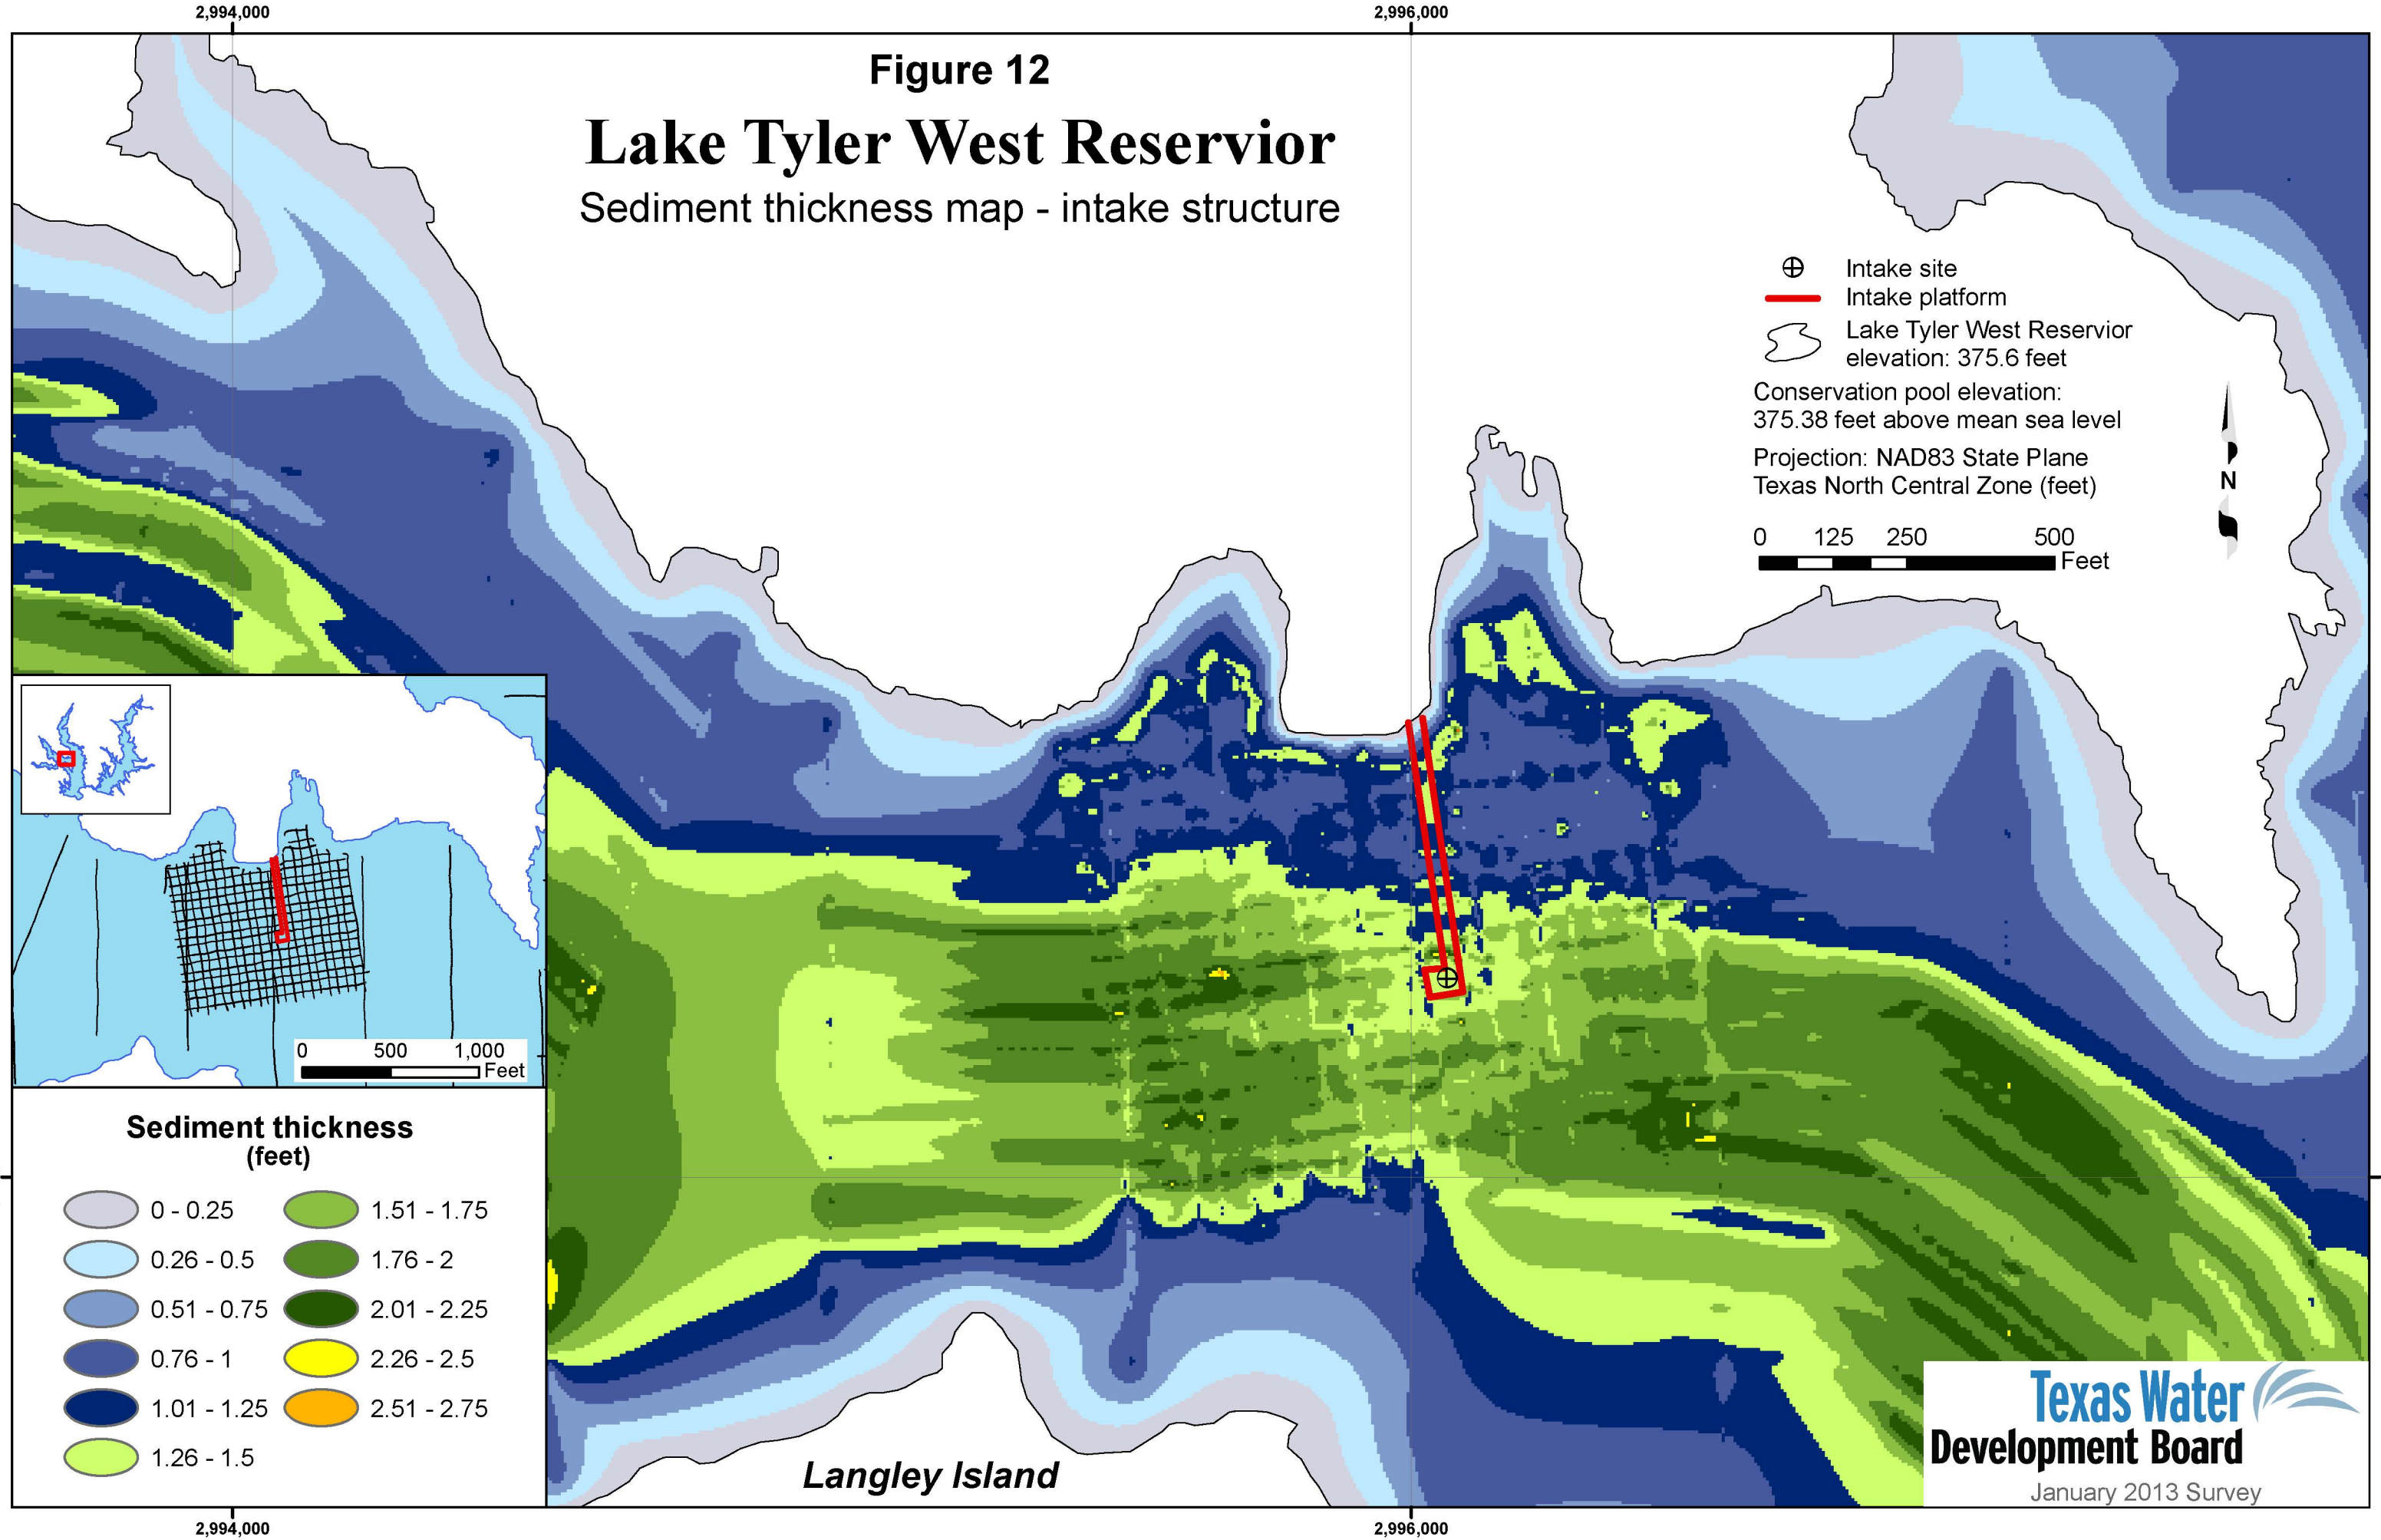 2,994,000
2,996,000
Figure 12
Lake Tyler West Reservior
Sediment thickness map - intake structure
Intake site
Intake platform
Lake Tyler West Reservior
elevation: 375.6 feet
Conservation pool elevation:
375.38 feet above mean sea level
Projection: NAD83 State Plane
Texas North Central Zone (feet)
0 125 250 500
Feet
N
0 500 1,000
Feet
Sediment thickness
(feet)
0 - 0.25
0.26 - 0.5
0.51 - 0.75
0.76 - 1
1.01 - 1.25
1.26 - 1.5
1.51 - 1.75
1.76 - 2
2.01 - 2.25
2.26 - 2.5
2.51 - 2.75
Langley Island
Texas Water
Development Board
January 2013 Survey
2,994,000
2,996,000